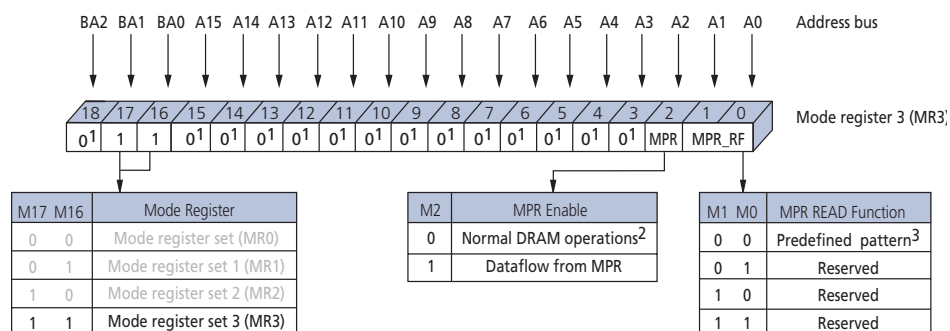 BA2 BA1 BA0 A15 A14 A13 A12 A11 A10 A9 A8 A7 A6 A5 A4 A3 A2 A1 A0 Address bus
18 17 16 15 14 13 12 11 10 9 8 7 6 5 4 3 2 1 0
Mode register 3 (MR3)
0¹ 1 1 0¹ 0¹ 0¹ 0¹ 0¹ 0¹ 0¹ 0¹ 0¹ 0¹ 0¹ 0¹ 0¹ MPR MPR_RF
M17 M16 Mode Register
0 0 Mode register set (MR0)
0 1 Mode register set 1 (MR1)
1 0 Mode register set 2 (MR2)
1 1 Mode register set 3 (MR3)
M2 MPR Enable
0 Normal DRAM operations²
1 Dataflow from MPR
M1 M0 MPR READ Function
0 0 Predefined pattern³
0 1 Reserved
1 0 Reserved
1 1 Reserved